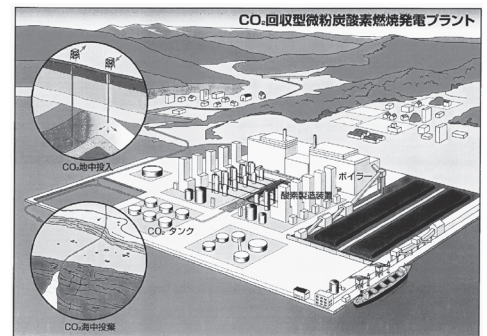 CO₂回収型微粉炭酸素燃焼発電プラント
CO₂地中投入
ボイラー
酸素製造装置
CO₂タンク
CO₂海中投棄